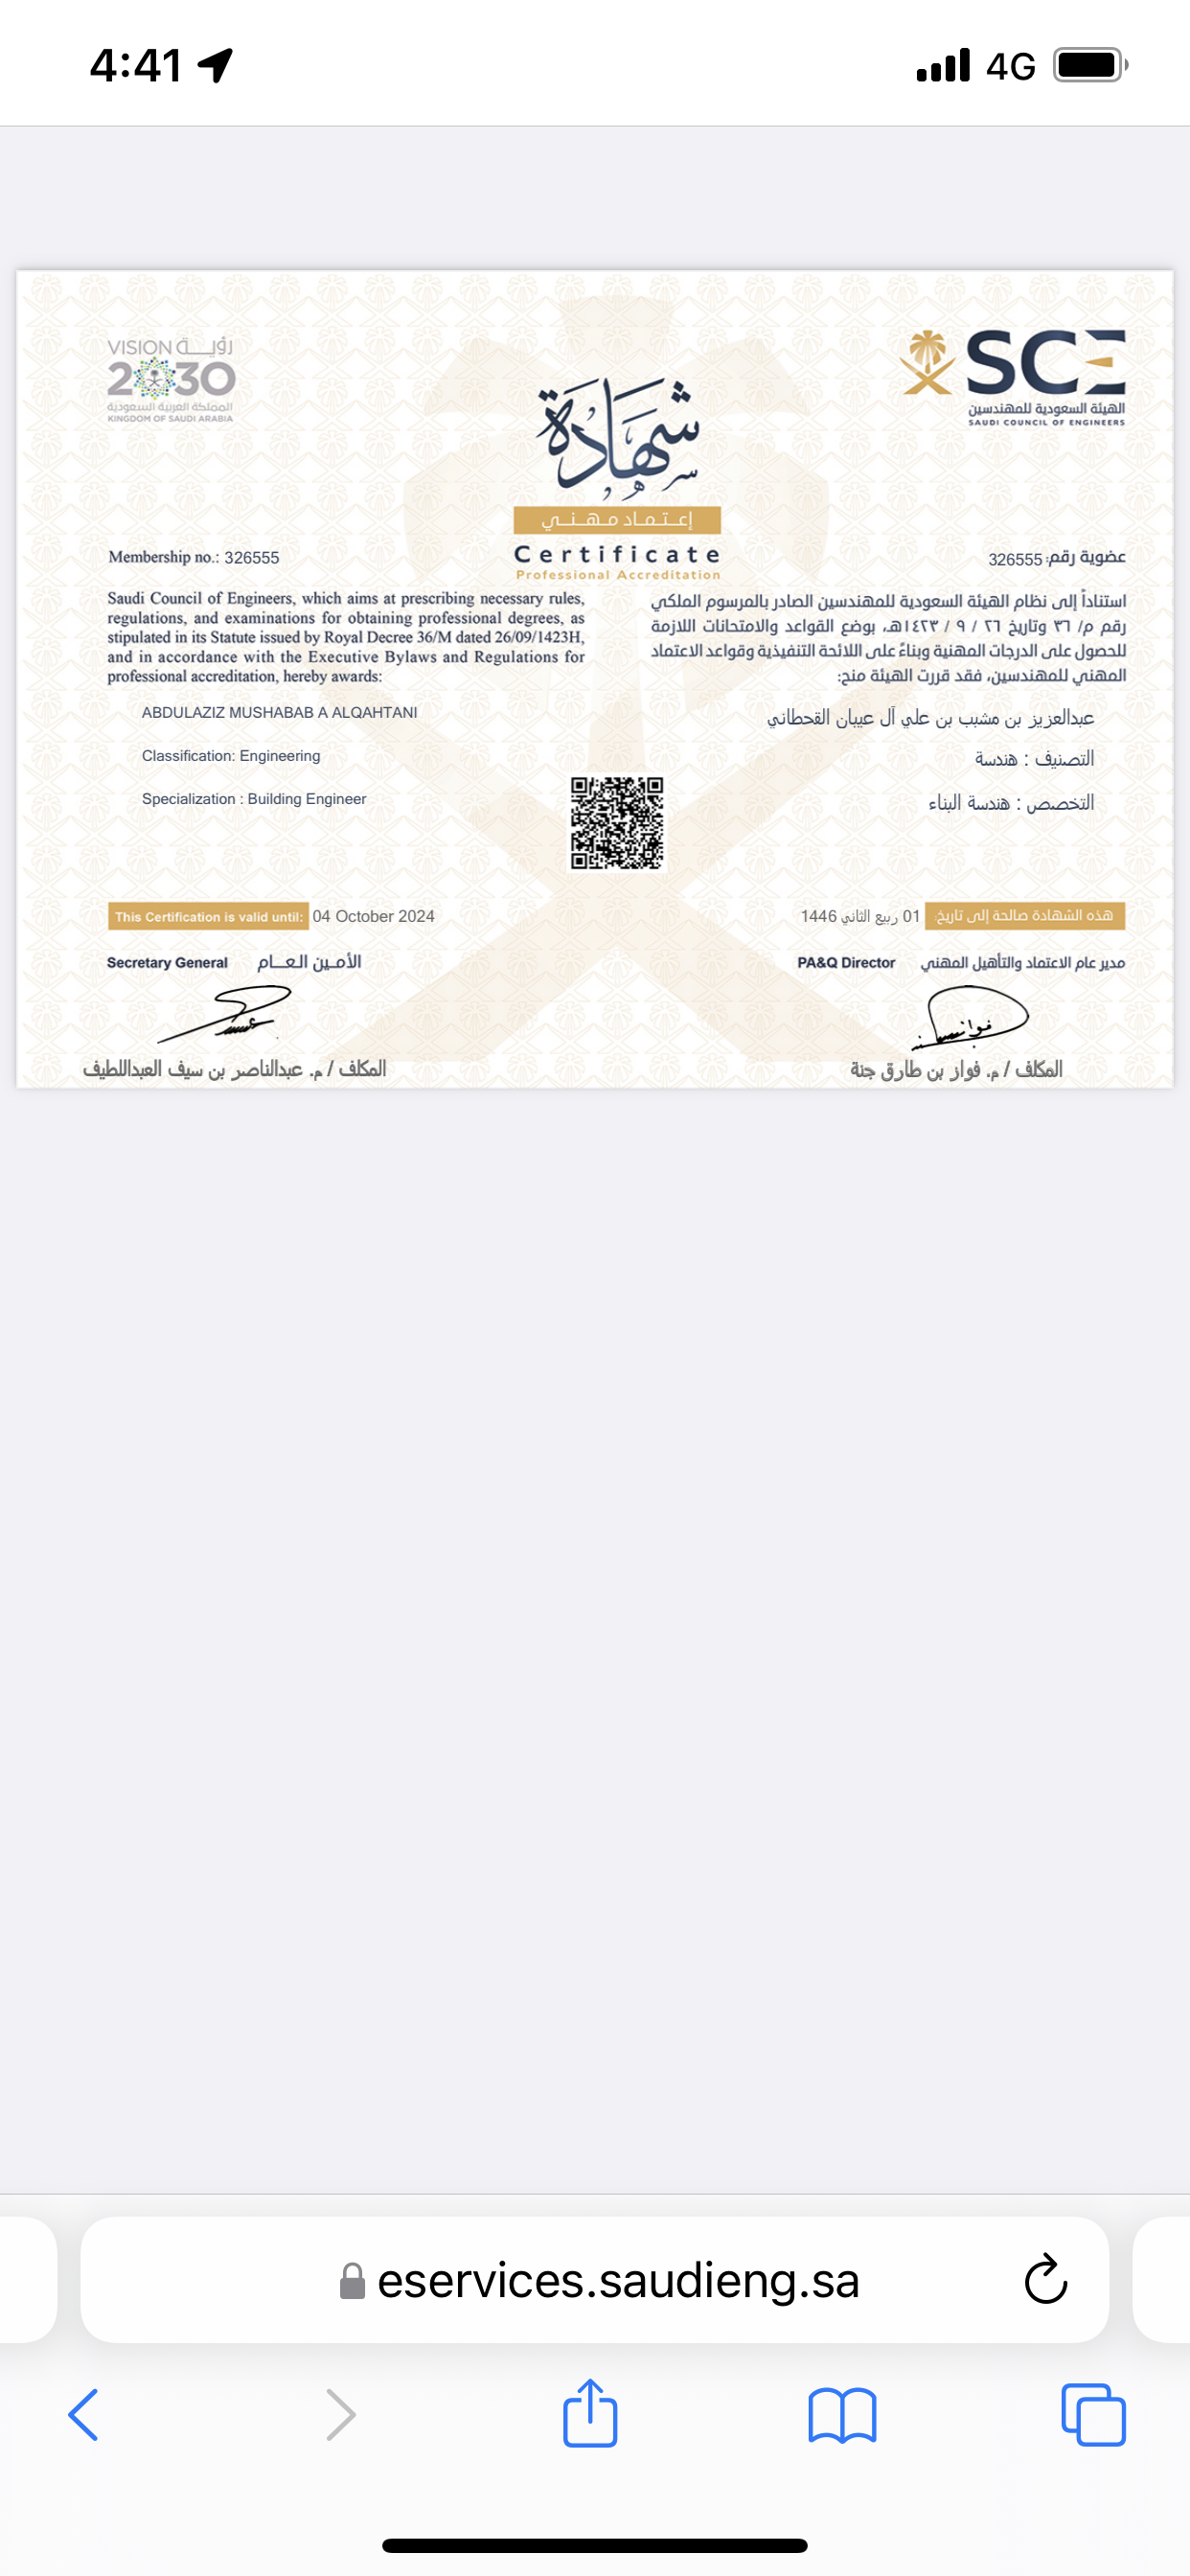 4:41
4G
VISION رؤيـــة
2030
المملكة العربية السعودية
KINGDOM OF SAUDI ARABIA
SCE
الهيئة السعودية للمهندسين
SAUDI COUNCIL OF ENGINEERS
شهادة
إعـتـمـاد مـهـنـي
Certificate
Professional Accreditation
Membership no.: 326555
عضوية رقم: 326555
Saudi Council of Engineers, which aims at prescribing necessary rules,
regulations, and examinations for obtaining professional degrees, as
stipulated in its Statute issued by Royal Decree 36/M dated 26/09/1423H,
and in accordance with the Executive Bylaws and Regulations for
professional accreditation, hereby awards:
استناداً إلى نظام الهيئة السعودية للمهندسين الصادر بالمرسوم الملكي
رقم م/ ٣٦ وتاريخ ٢٦ / ٩ / ١٤٢٣هـ، بوضع القواعد والامتحانات اللازمة
للحصول على الدرجات المهنية وبناءً على اللائحة التنفيذية وقواعد الاعتماد
المهني للمهندسين، فقد قررت الهيئة منح:
ABDULAZIZ MUSHABAB A ALQAHTANI
عبدالعزيز بن مشبب بن علي آل عيبان القحطاني
Classification: Engineering
التصنيف : هندسة
Specialization : Building Engineer
التخصص : هندسة البناء
This Certification is valid until: 04 October 2024
هذه الشهادة صالحة إلى تاريخ: 01 ربيع الثاني 1446
Secretary General الأمـين العـــام
PA&Q Director مدير عام الاعتماد والتأهيل المهني
المكلف / م. عبدالناصر بن سيف العبداللطيف
المكلف / م. فواز بن طارق جنة
eservices.saudieng.sa